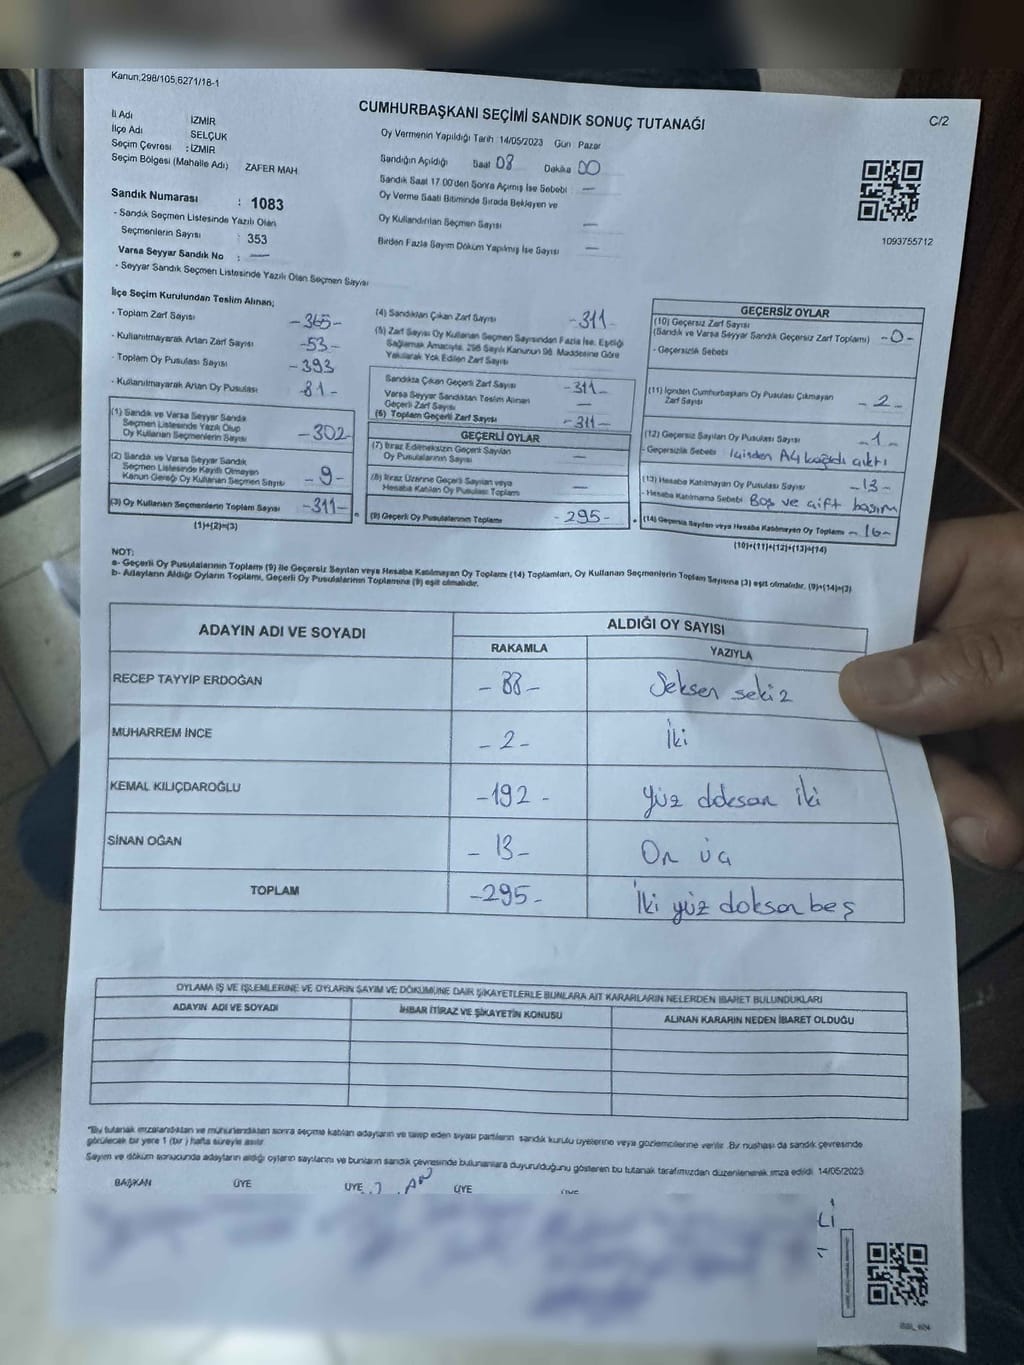 Kanun,298/105,6271/18-1
CUMHURBAŞKANI SEÇİMİ SANDIK SONUÇ TUTANAĞI
C/2
İl Adı İZMİR
İlçe Adı SELÇUK
Seçim Çevresi : İZMİR
Seçim Bölgesi (Mahalle Adı) ZAFER MAH
Sandık Numarası : 1083
- Sandık Seçmen Listesinde Yazılı Olan
Seçmenlerin Sayısı : 353
Varsa Seyyar Sandık No : —
- Seyyar Sandık Seçmen Listesinde Yazılı Olan Seçmen Sayısı
Oy Vermenin Yapıldığı Tarih 14/05/2023 Gün Pazar
Sandığın Açıldığı Saat 08 Dakika 00
Sandık Saat 17.00'den Sonra Açılmış İse Sebebi —
Oy Verme Saati Bitiminde Sırada Bekleyen ve
Oy Kullandırılan Seçmen Sayısı —
Birden Fazla Sayım Döküm Yapılmış İse Sayısı —
1093755712
İlçe Seçim Kurulundan Teslim Alınan;
- Toplam Zarf Sayısı -365-
- Kullanılmayarak Artan Zarf Sayısı -53-
- Toplam Oy Pusulası Sayısı -393
- Kullanılmayarak Artan Oy Pusulası -81-
(1) Sandık ve Varsa Seyyar Sandık
Seçmen Listesinde Yazılı Olup
Oy Kullanan Seçmenlerin Sayısı -302-
(2) Sandık ve Varsa Seyyar Sandık
Seçmen Listesinde Kayıtlı Olmayan
Kanun Gereği Oy Kullanan Seçmen Sayısı - 9 -
(3) Oy Kullanan Seçmenlerin Toplam Sayısı -311-
(1)+(2)=(3)
(4) Sandıktan Çıkan Zarf Sayısı -311-
(5) Zarf Sayısı Oy Kullanan Seçmen Sayısından Fazla İse, Eşitliği
Sağlamak Amacıyla, 298 Sayılı Kanunun 98. Maddesine Göre
Yakılarak Yok Edilen Zarf Sayısı
Sandıkta Çıkan Geçerli Zarf Sayısı -311-
Varsa Seyyar Sandıktan Teslim Alınan
Geçerli Zarf Sayısı —
(6) Toplam Geçerli Zarf Sayısı -311-
GEÇERLİ OYLAR
(7) İtiraz Edilmeksizin Geçerli Sayılan
Oy Pusulalarının Sayısı —
(8) İtiraz Üzerine Geçerli Sayılan veya
Hesaba Katılan Oy Pusulaları Toplamı —
(9) Geçerli Oy Pusulalarının Toplamı -295-
GEÇERSİZ OYLAR
(10) Geçersiz Zarf Sayısı
(Sandık ve Varsa Seyyar Sandık Geçersiz Zarf Toplamı) -0-
- Geçersizlik Sebebi
(11) İçinden Cumhurbaşkanı Oy Pusulası Çıkmayan
Zarf Sayısı - 2 -
(12) Geçersiz Sayılan Oy Pusulası Sayısı -1-
- Geçersizlik Sebebi İçinden A4 kağıdı çıktı
(13) Hesaba Katılmayan Oy Pusulası Sayısı -13-
- Hesaba Katılmama Sebebi Boş ve çift basım
(14) Geçersiz Sayılan veya Hesaba Katılmayan Oy Toplamı -16-
(10)+(11)+(12)+(13)=(14)
NOT:
a- Geçerli Oy Pusulalarının Toplamı (9) ile Geçersiz Sayılan veya Hesaba Katılmayan Oy Toplamı (14) Toplamları, Oy Kullanan Seçmenlerin Toplam Sayısına (3) eşit olmalıdır. (9)+(14)=(3)
b- Adayların Aldığı Oyların Toplamı, Geçerli Oy Pusulalarının Toplamına (9) eşit olmalıdır.
ADAYIN ADI VE SOYADI
ALDIĞI OY SAYISI
RAKAMLA YAZIYLA
RECEP TAYYİP ERDOĞAN - 88 - Seksen sekiz
MUHARREM İNCE - 2 - İki
KEMAL KILIÇDAROĞLU -192 - Yüz doksan iki
SİNAN OĞAN - 13 - On üç
TOPLAM -295- İki yüz doksan beş
OYLAMA İŞ VE İŞLEMLERİNE VE OYLARIN SAYIM VE DÖKÜMÜNE DAİR ŞİKAYETLERLE BUNLARA AİT KARARLARIN NELERDEN İBARET BULUNDUKLARI
ADAYIN ADI VE SOYADI İHBAR İTİRAZ VE ŞİKAYETİN KONUSU ALINAN KARARIN NEDEN İBARET OLDUĞU
"Bu tutanak imzalandıktan ve mühürlendikten sonra seçime katılan adayların ve talep eden siyasi partilerin sandık kurulu üyelerine veya gözlemcilerine verilir. Bir nüshası da sandık çevresinde
görülecek bir yere 1 (bir) hafta süreyle asılır.
Sayım ve döküm sonucunda adayların aldığı oyların sayılarını ve bunların sandık çevresinde bulunanlara duyurulduğunu gösteren bu tutanak tarafımızdan düzenlenerek imza edildi. 14/05/2023
BAŞKAN ÜYE ÜYE ÜYE ÜYE